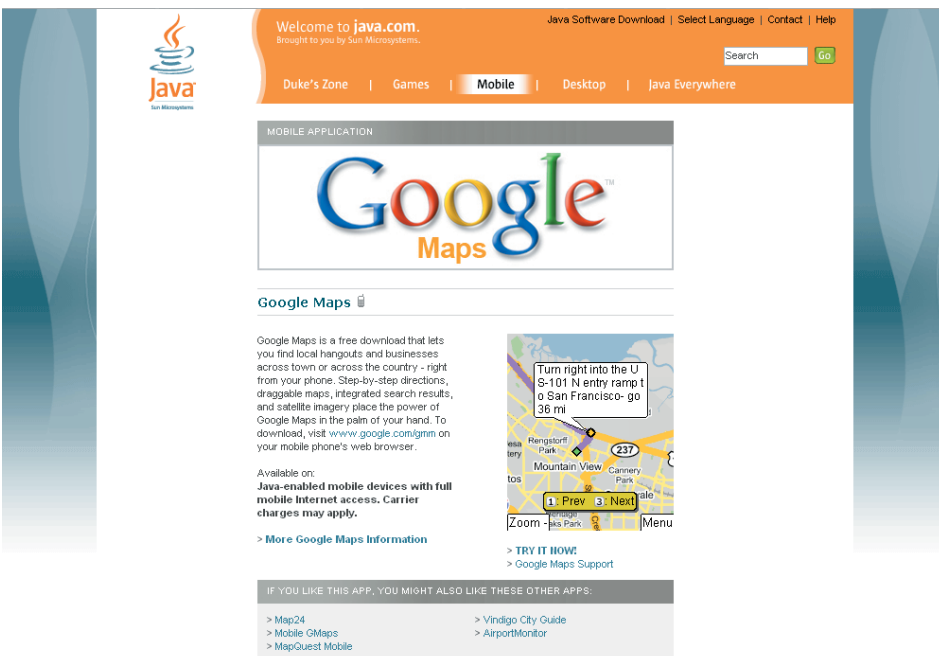 Java
Sun Microsystems
Welcome to java.com.
Brought to you by Sun Microsystems.
Java Software Download | Select Language | Contact | Help
Search
Go
Duke's Zone | Games | Mobile | Desktop | Java Everywhere
MOBILE APPLICATION
Google™
Maps
Google Maps
Google Maps is a free download that lets
you find local hangouts and businesses
across town or across the country - right
from your phone. Step-by-step directions,
draggable maps, integrated search results,
and satellite imagery place the power of
Google Maps in the palm of your hand. To
download, visit www.google.com/gmm on
your mobile phone's web browser.
Available on:
Java-enabled mobile devices with full
mobile Internet access. Carrier
charges may apply.
> More Google Maps Information
Turn right into the U
S-101 N entry ramp t
o San Francisco- go
36 mi
Rengstorff
Park
237
Mountain View
Cannery
Park
tos
1: Prev 3: Next
Zoom -
Park
Menu
> TRY IT NOW!
> Google Maps Support
IF YOU LIKE THIS APP, YOU MIGHT ALSO LIKE THESE OTHER APPS:
> Map24
> Mobile GMaps
> MapQuest Mobile
> Vindigo City Guide
> AirportMonitor